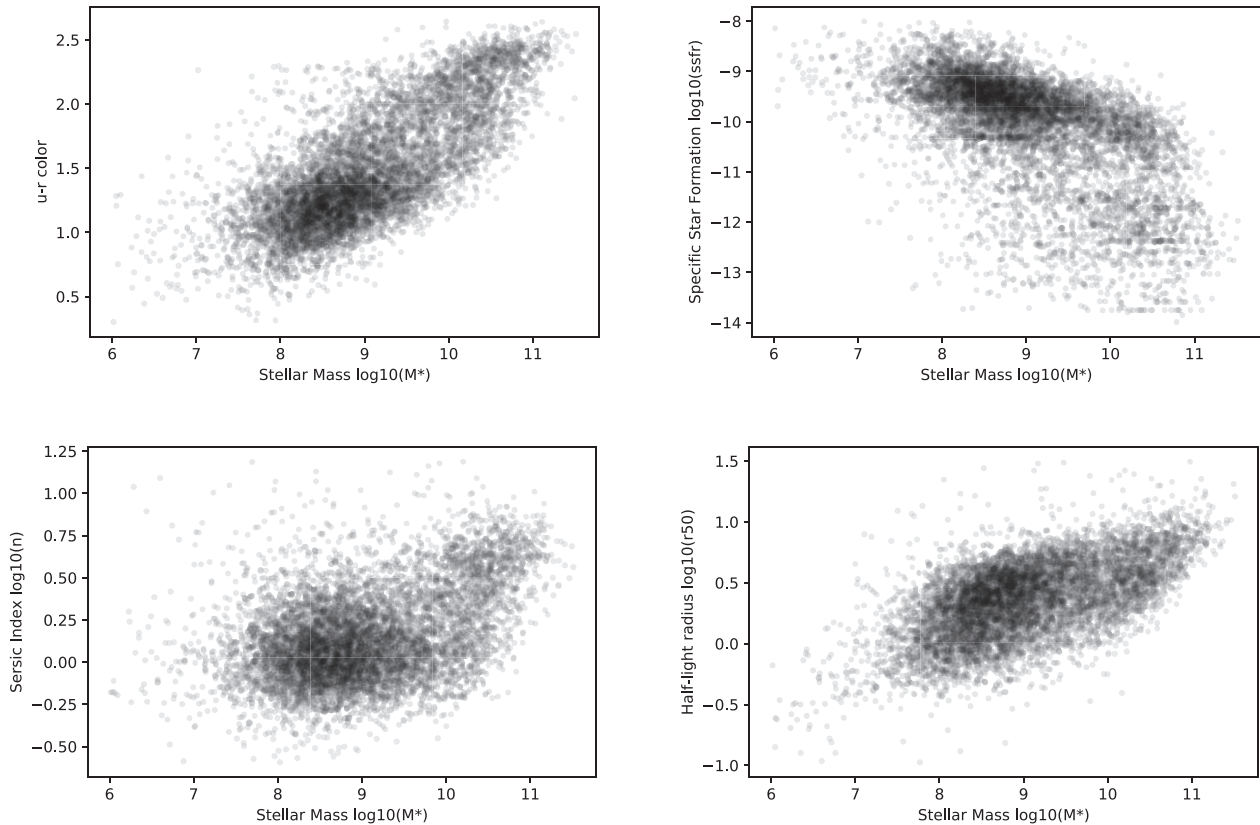 2.5
2.0
1.5
1.0
0.5
u-r color
6 7 8 9 10 11
Stellar Mass log10(M*)
−8
−9
−10
−11
−12
−13
−14
Specific Star Formation log10(ssfr)
6 7 8 9 10 11
Stellar Mass log10(M*)
1.25
1.00
0.75
0.50
0.25
0.00
−0.25
−0.50
Sersic Index log10(n)
6 7 8 9 10 11
Stellar Mass log10(M*)
1.5
1.0
0.5
0.0
−0.5
−1.0
Half-light radius log10(r50)
6 7 8 9 10 11
Stellar Mass log10(M*)